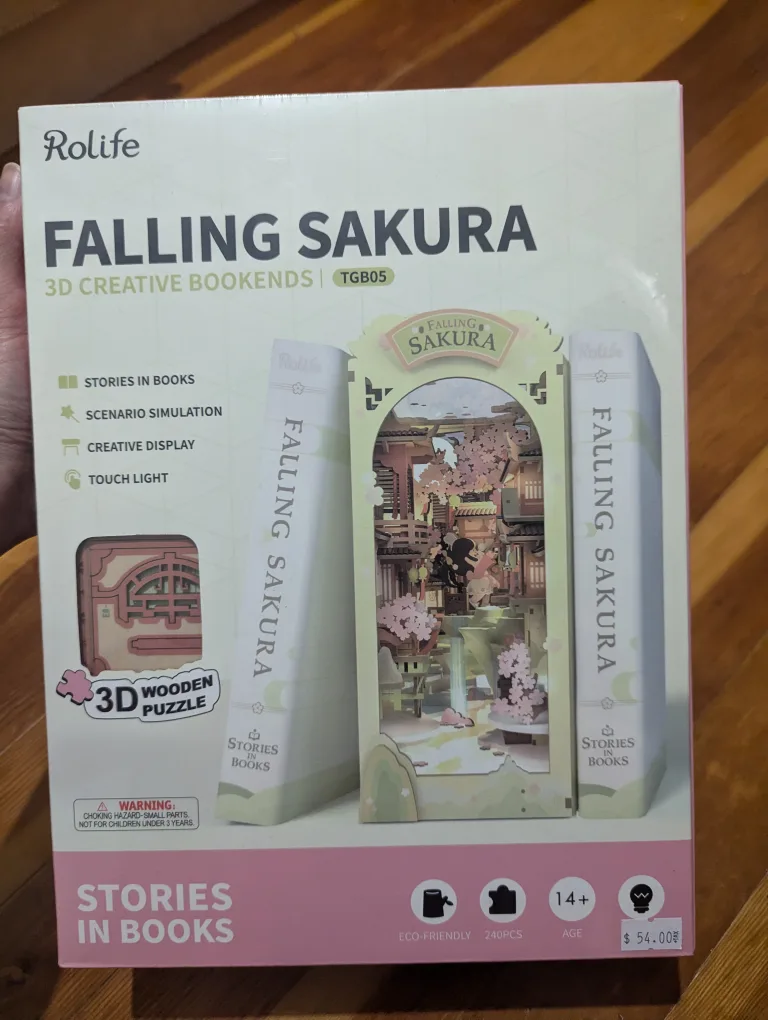 Rolife
FALLING SAKURA
3D CREATIVE BOOKENDS | TGB05
STORIES IN BOOKS
SCENARIO SIMULATION
CREATIVE DISPLAY
TOUCH LIGHT
3D WOODEN
PUZZLE
WARNING:
CHOKING HAZARD-SMALL PARTS.
NOT FOR CHILDREN UNDER 3 YEARS.
Rolife
FALLING SAKURA
STORIES
IN
BOOKS
FALLING
SAKURA
Rolife
FALLING SAKURA
STORIES
IN
BOOKS
STORIES
IN BOOKS
ECO-FRIENDLY
240PCS
14+
AGE
$ 54.00